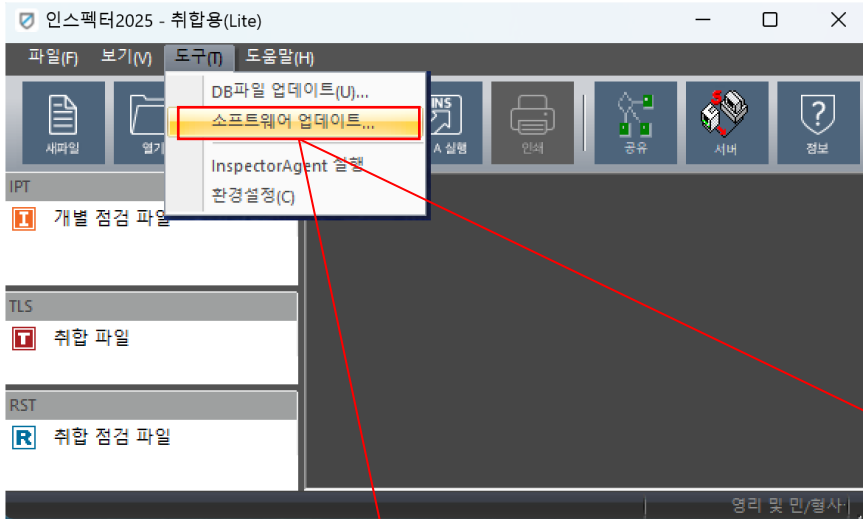 인스펙터2025 - 취합용(Lite)
파일(F) 보기(V) 도구(T) 도움말(H)
DB파일 업데이트(U)...
소프트웨어 업데이트...
InspectorAgent 실행
환경설정(C)
새파일 열기 INS A 실행 인쇄 공유 서버 정보
IPT
개별 점검 파일
TLS
취합 파일
RST
취합 점검 파일
영리 및 민/형사